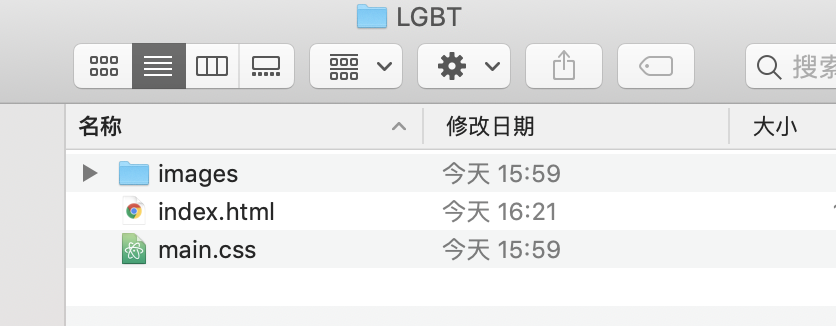 LGBT
搜索
名称 修改日期 大小
images 今天 15:59
index.html 今天 16:21
main.css 今天 15:59